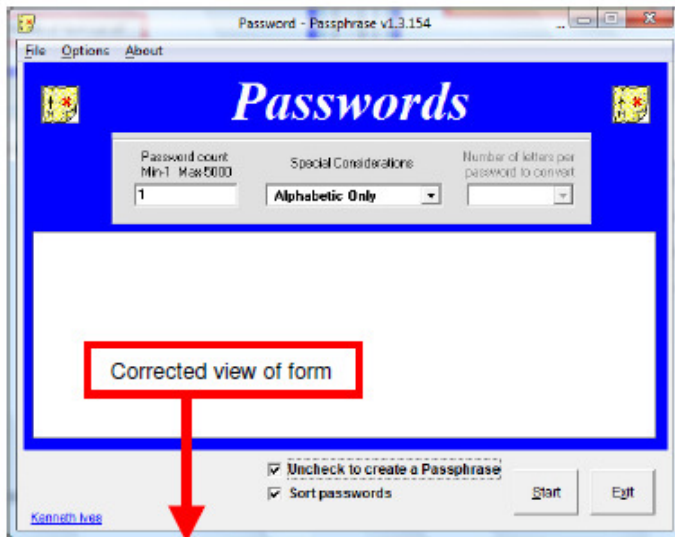 Password - Passphrase v1.3.154
File Options About
Passwords
Password count
Min-1 Max-5000
Special Considerations
Number of letters per
password to convert
1
Alphabetic Only
Corrected view of form
Uncheck to create a Passphrase
Sort passwords
Start
Exit
Kenneth Ives